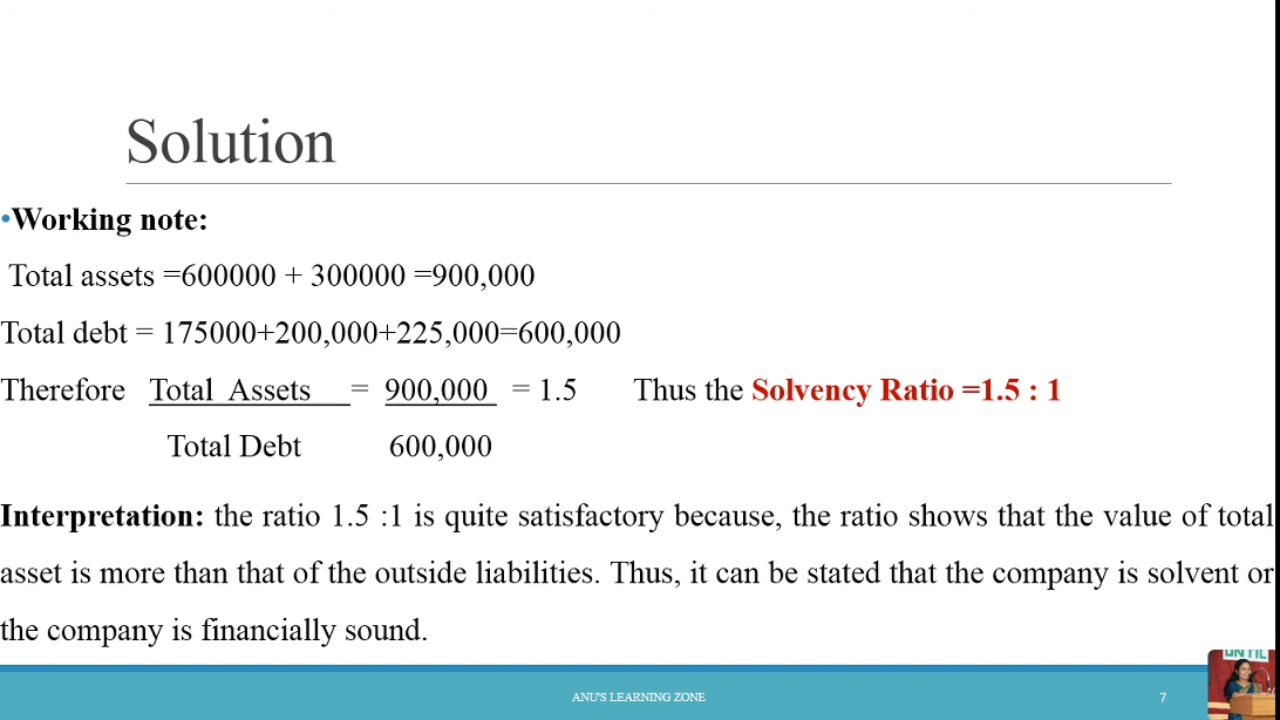 Solution
•Working note:
Total assets =600000 + 300000 =900,000
Total debt = 175000+200,000+225,000=600,000
Therefore Total Assets = 900,000 = 1.5 Thus the Solvency Ratio =1.5 : 1
Total Debt 600,000
Interpretation: the ratio 1.5 :1 is quite satisfactory because, the ratio shows that the value of total
asset is more than that of the outside liabilities. Thus, it can be stated that the company is solvent or
the company is financially sound.
ANU'S LEARNING ZONE 7